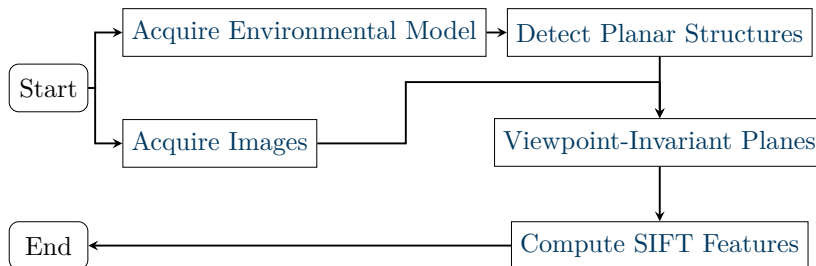 Acquire Environmental Model
Detect Planar Structures
Start
Acquire Images
Viewpoint-Invariant Planes
End
Compute SIFT Features